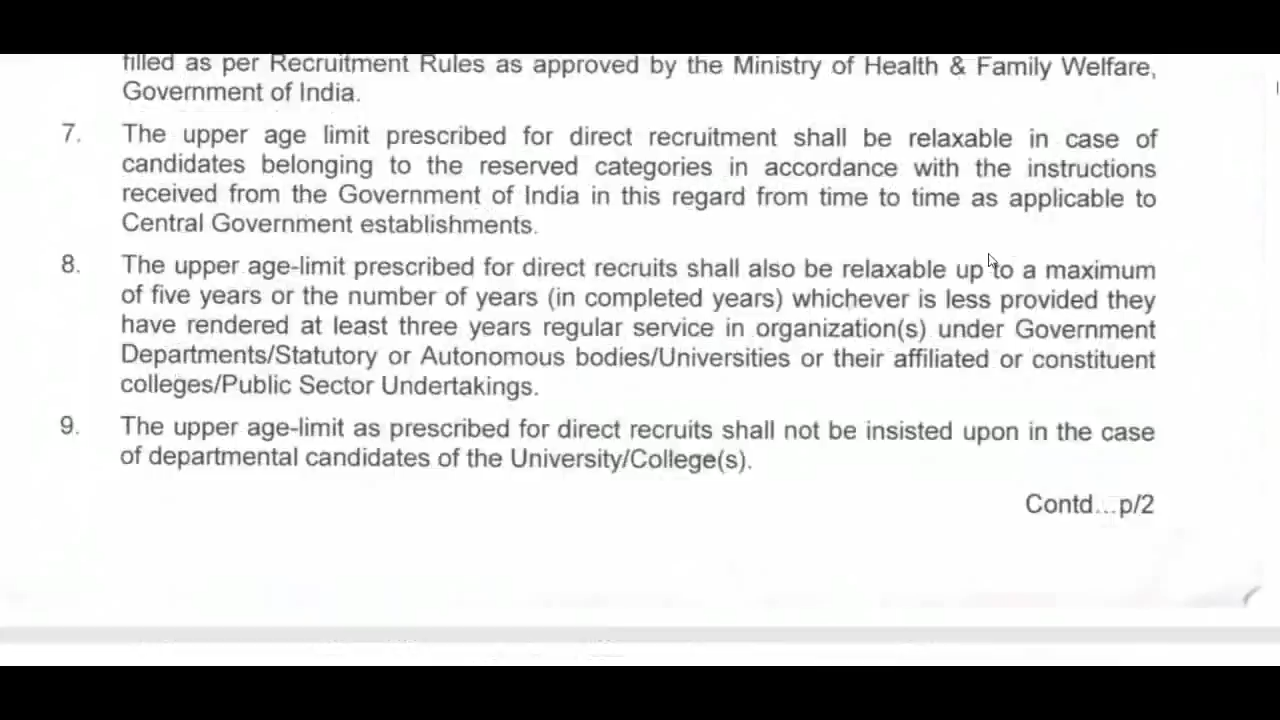 filled as per Recruitment Rules as approved by the Ministry of Health & Family Welfare,
Government of India.
7. The upper age limit prescribed for direct recruitment shall be relaxable in case of
candidates belonging to the reserved categories in accordance with the instructions
received from the Government of India in this regard from time to time as applicable to
Central Government establishments.
8. The upper age-limit prescribed for direct recruits shall also be relaxable up to a maximum
of five years or the number of years (in completed years) whichever is less provided they
have rendered at least three years regular service in organization(s) under Government
Departments/Statutory or Autonomous bodies/Universities or their affiliated or constituent
colleges/Public Sector Undertakings.
9. The upper age-limit as prescribed for direct recruits shall not be insisted upon in the case
of departmental candidates of the University/College(s).
Contd...p/2